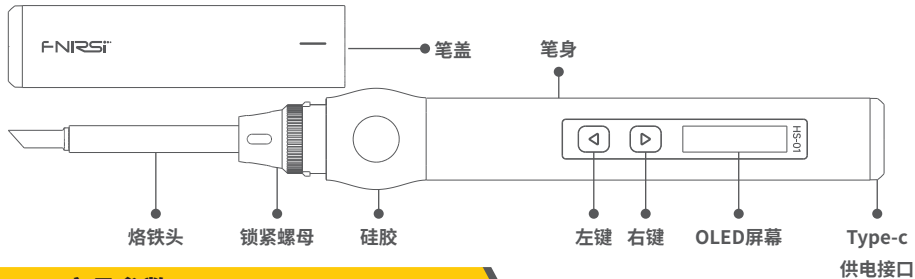 FNIRSI
笔盖
笔身
HS-01
烙铁头
锁紧螺母
硅胶
左键
右键
OLED屏幕
Type-c
供电接口